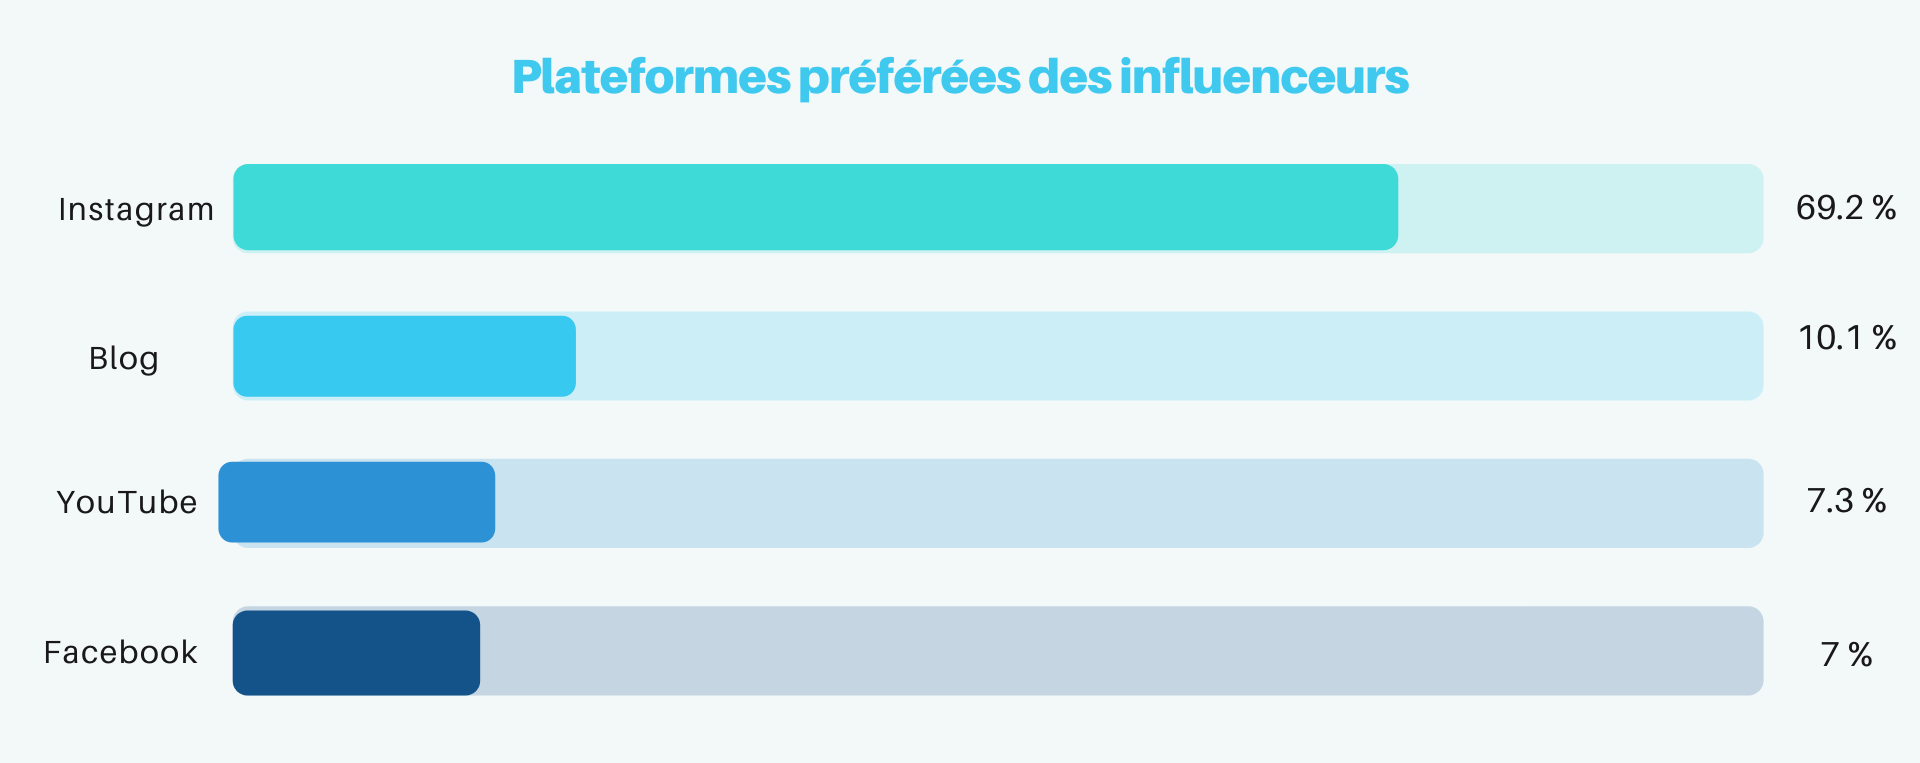 Plateformes préférées des influenceurs
Instagram 69.2 %
Blog 10.1 %
YouTube 7.3 %
Facebook 7 %